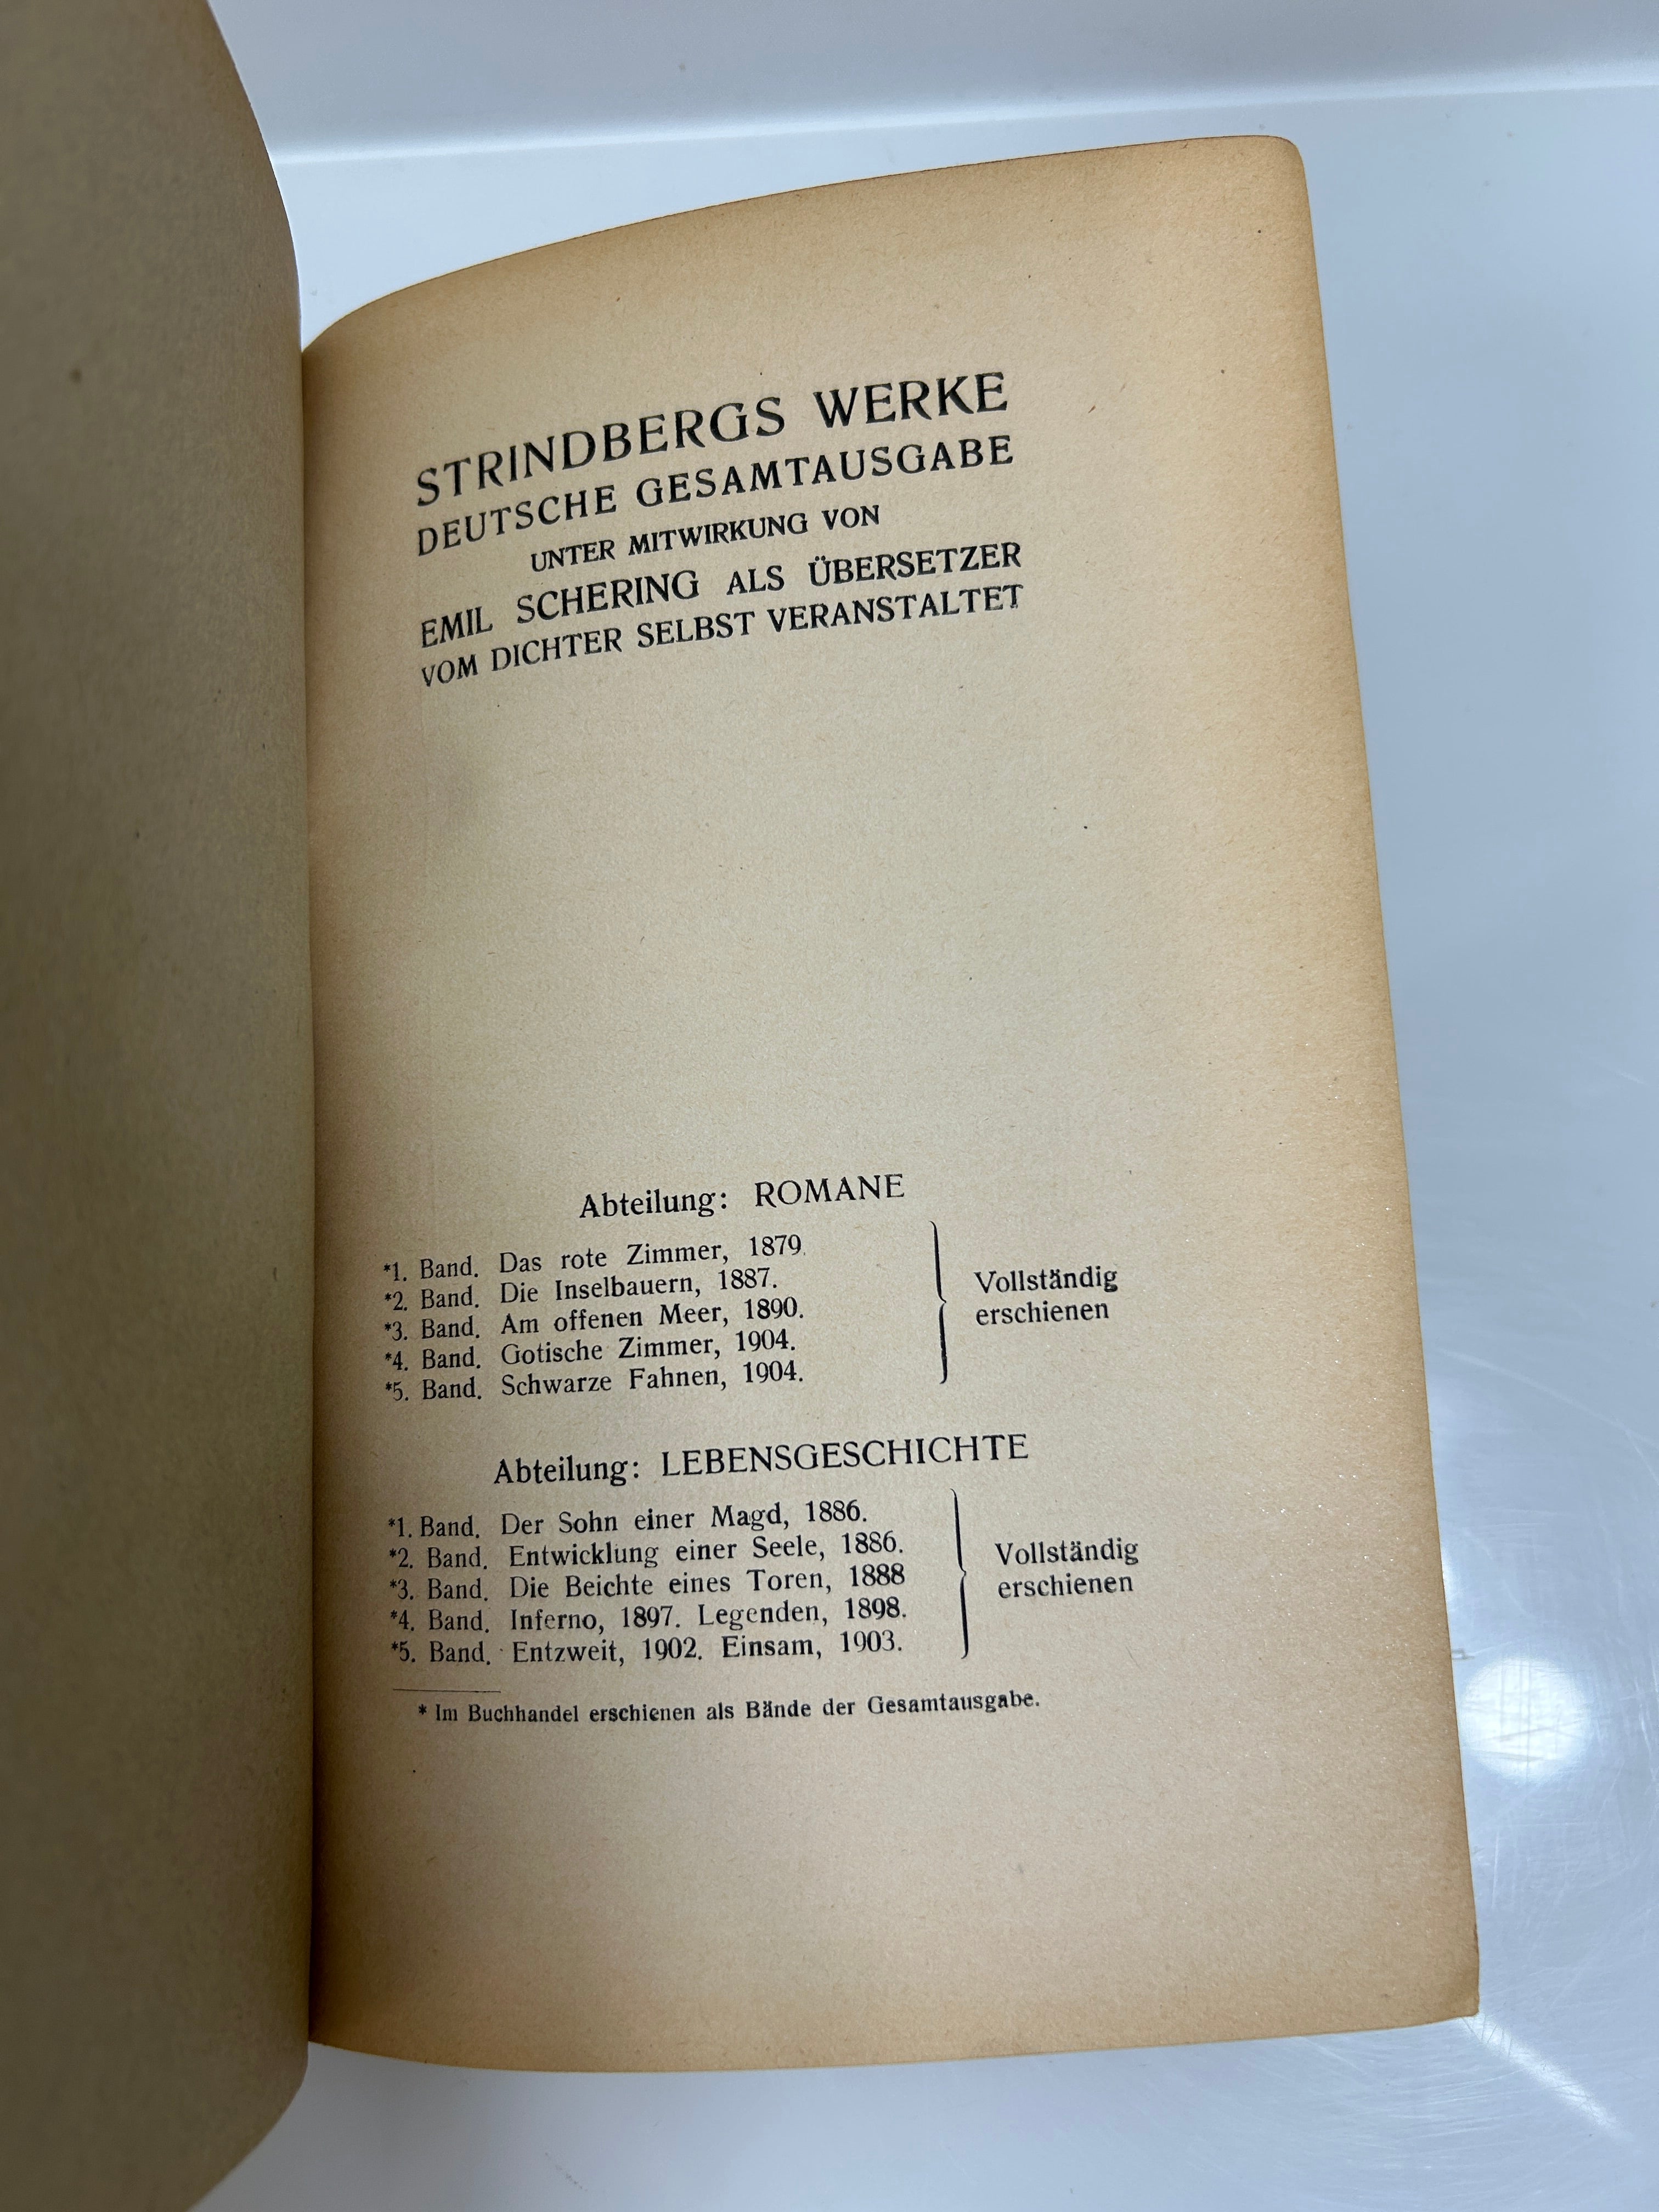 STRINDBERGS WERKE
DEUTSCHE GESAMTAUSGABE
UNTER MITWIRKUNG VON
EMIL SCHERING ALS ÜBERSETZER
VOM DICHTER SELBST VERANSTALTET
Abteilung: ROMANE
*1. Band. Das rote Zimmer, 1879.
*2. Band. Die Inselbauern, 1887.
*3. Band. Am offenen Meer, 1890.
*4. Band. Gotische Zimmer, 1904.
*5. Band. Schwarze Fahnen, 1904.
Vollständig
erschienen
Abteilung: LEBENSGESCHICHTE
*1. Band. Der Sohn einer Magd, 1886.
*2. Band. Entwicklung einer Seele, 1886.
*3. Band. Die Beichte eines Toren, 1888
*4. Band. Inferno, 1897. Legenden, 1898.
*5. Band. Entzweit, 1902. Einsam, 1903.
Vollständig
erschienen
* Im Buchhandel erschienen als Bände der Gesamtausgabe.